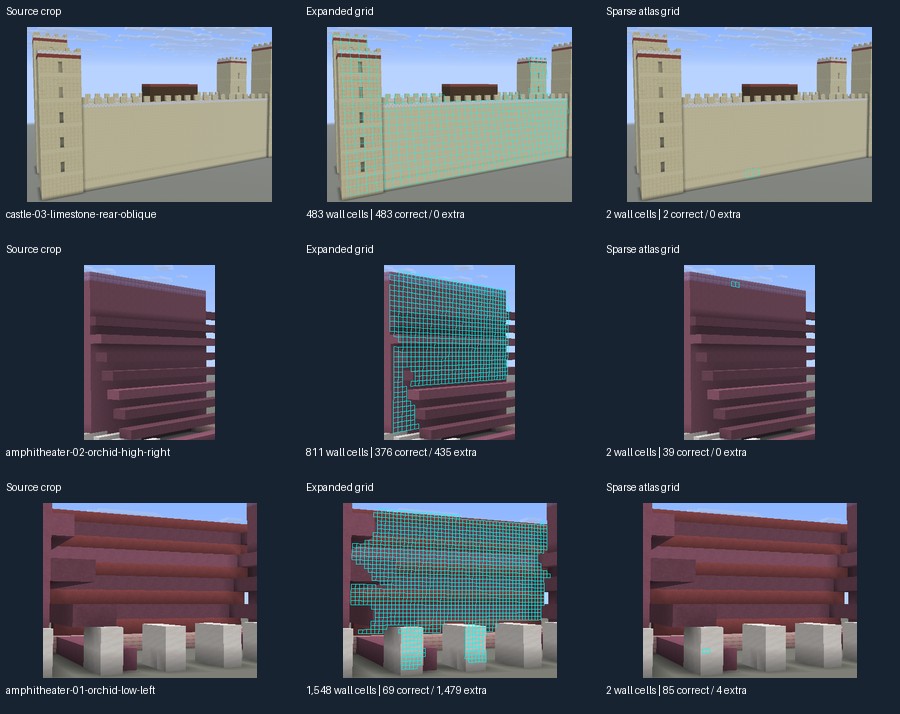 Source crop
Expanded grid
Sparse atlas grid
castle-03-limestone-rear-oblique
483 wall cells | 483 correct / 0 extra
2 wall cells | 2 correct / 0 extra
Source crop
Expanded grid
Sparse atlas grid
amphitheater-02-orchid-high-right
811 wall cells | 376 correct / 435 extra
2 wall cells | 39 correct / 0 extra
Source crop
Expanded grid
Sparse atlas grid
amphitheater-01-orchid-low-left
1,548 wall cells | 69 correct / 1,479 extra
2 wall cells | 85 correct / 4 extra